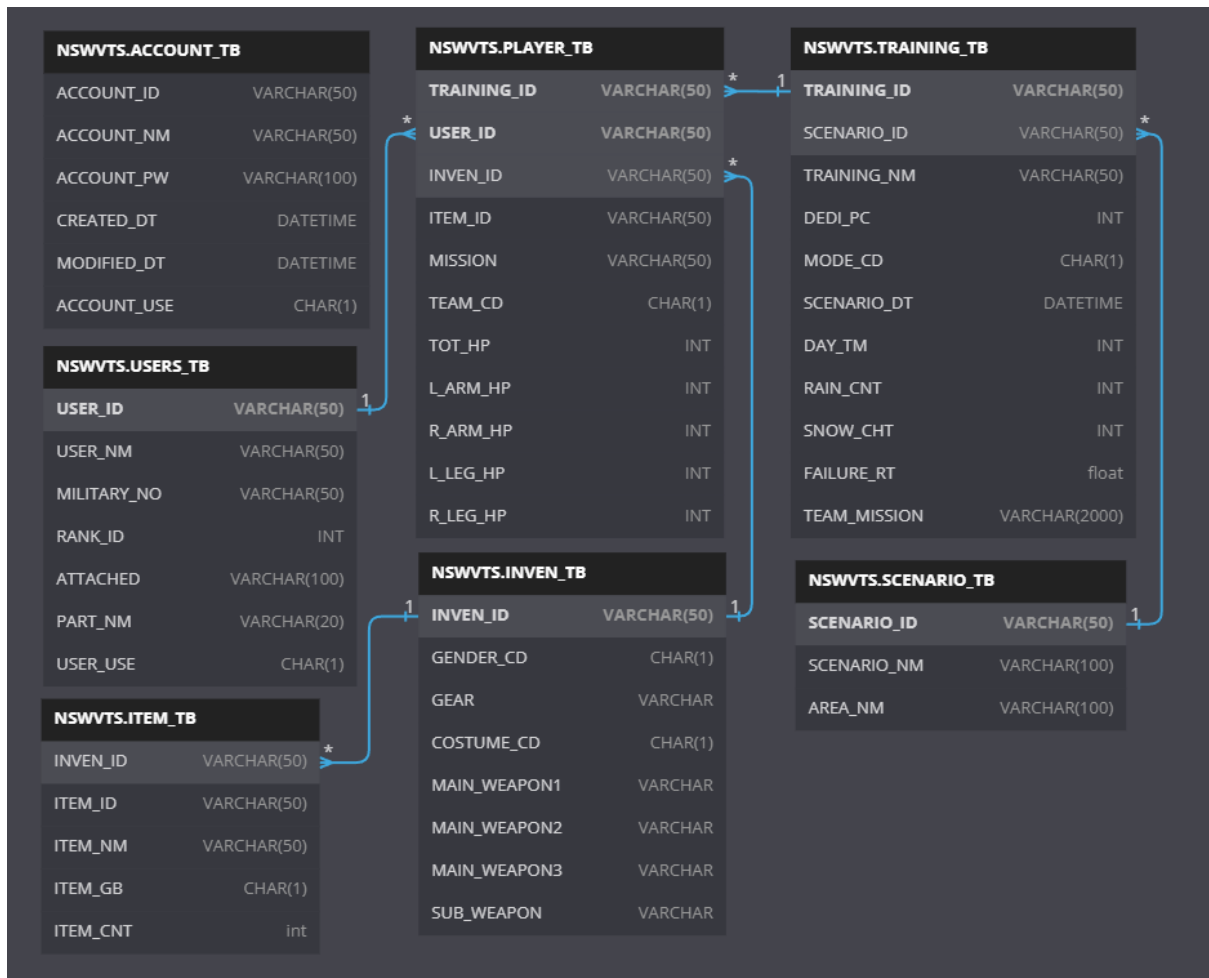 NSWVTS.ACCOUNT_TB
ACCOUNT_ID VARCHAR(50)
ACCOUNT_NM VARCHAR(50)
ACCOUNT_PW VARCHAR(100)
CREATED_DT DATETIME
MODIFIED_DT DATETIME
ACCOUNT_USE CHAR(1)
NSWVTS.USERS_TB
USER_ID VARCHAR(50) 1
USER_NM VARCHAR(50)
MILITARY_NO VARCHAR(50)
RANK_ID INT
ATTACHED VARCHAR(100)
PART_NM VARCHAR(20)
USER_USE CHAR(1)
NSWVTS.ITEM_TB
INVEN_ID VARCHAR(50) *
ITEM_ID VARCHAR(50)
ITEM_NM VARCHAR(50)
ITEM_GB CHAR(1)
ITEM_CNT int
NSWVTS.PLAYER_TB
TRAINING_ID VARCHAR(50) *
* USER_ID VARCHAR(50)
INVEN_ID VARCHAR(50) *
ITEM_ID VARCHAR(50)
MISSION VARCHAR(50)
TEAM_CD CHAR(1)
TOT_HP INT
L_ARM_HP INT
R_ARM_HP INT
L_LEG_HP INT
R_LEG_HP INT
NSWVTS.INVEN_TB
1 INVEN_ID VARCHAR(50) 1
GENDER_CD CHAR(1)
GEAR VARCHAR
COSTUME_CD CHAR(1)
MAIN_WEAPON1 VARCHAR
MAIN_WEAPON2 VARCHAR
MAIN_WEAPON3 VARCHAR
SUB_WEAPON VARCHAR
NSWVTS.TRAINING_TB
1 TRAINING_ID VARCHAR(50)
SCENARIO_ID VARCHAR(50) *
TRAINING_NM VARCHAR(50)
DEDI_PC INT
MODE_CD CHAR(1)
SCENARIO_DT DATETIME
DAY_TM INT
RAIN_CNT INT
SNOW_CHT INT
FAILURE_RT float
TEAM_MISSION VARCHAR(2000)
NSWVTS.SCENARIO_TB
SCENARIO_ID VARCHAR(50) 1
SCENARIO_NM VARCHAR(100)
AREA_NM VARCHAR(100)